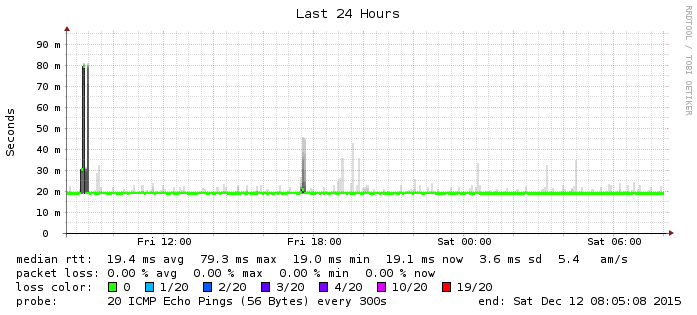 Last 24 Hours
RRDTOOL / TOBI OETIKER
Seconds
90 m
80 m
70 m
60 m
50 m
40 m
30 m
20 m
10 m
0
Fri 12:00 Fri 18:00 Sat 00:00 Sat 06:00
median rtt: 19.4 ms avg 79.3 ms max 19.0 ms min 19.1 ms now 3.6 ms sd 5.4 am/s
packet loss: 0.00 % avg 0.00 % max 0.00 % min 0.00 % now
loss color: 0 1/20 2/20 3/20 4/20 10/20 19/20
probe: 20 ICMP Echo Pings (56 Bytes) every 300s end: Sat Dec 12 08:05:08 2015